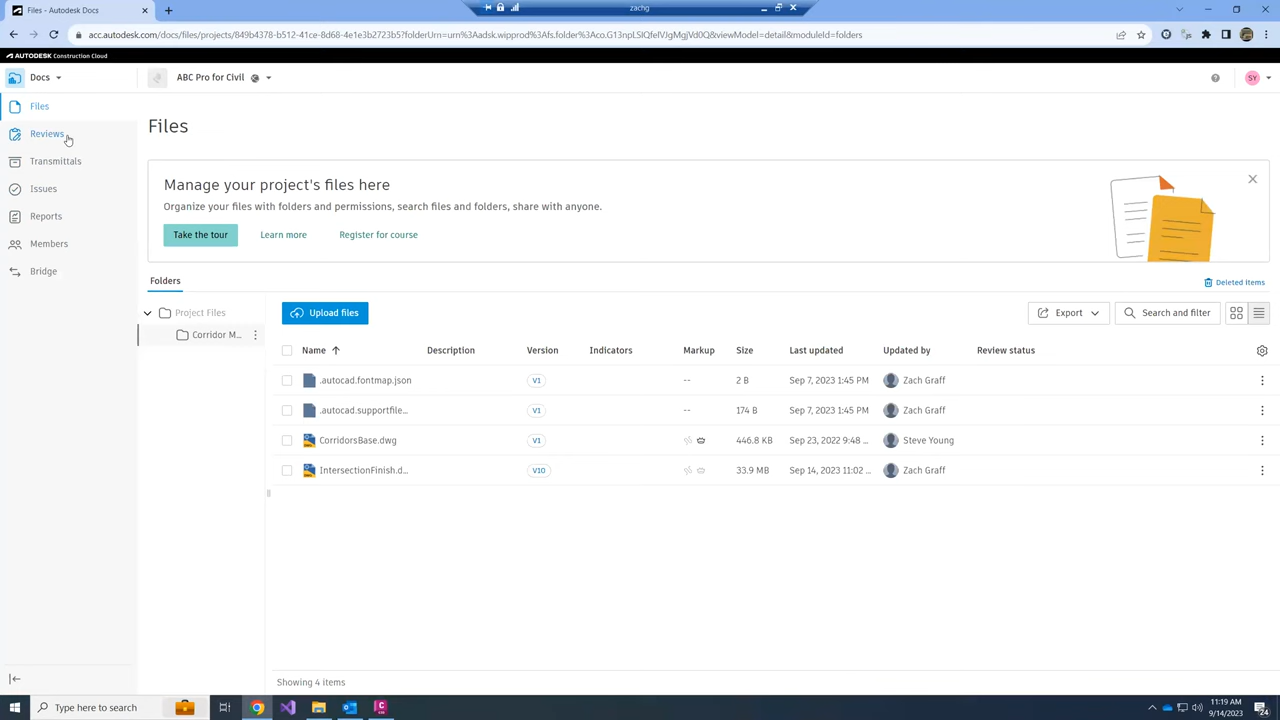 Files - Autodesk Docs
zachg
acc.autodesk.com/docs/files/projects/849b4378-b512-41ce-8d68-4e1e3b2723b5?folderUrn=urn%3Aadsk.wipprod%3Afs.folder%3Aco.G13npLSIQfeIVJgMgjVd0Q&viewModel=detail&moduleId=folders
AUTODESK Construction Cloud
Docs
ABC Pro for Civil
SY
Files
Reviews
Transmittals
Issues
Reports
Members
Bridge
Files
Manage your project's files here
Organize your files with folders and permissions, search files and folders, share with anyone.
Take the tour
Learn more
Register for course
Folders
Deleted Items
Project Files
Corridor M...
Upload files
Export
Search and filter
Name Description Version Indicators Markup Size Last updated Updated by Review status
.autocad.fontmap.json V1 -- 2 B Sep 7, 2023 1:45 PM Zach Graff
.autocad.supportfile... V1 -- 174 B Sep 7, 2023 1:45 PM Zach Graff
CorridorsBase.dwg V1 446.8 KB Sep 23, 2022 9:48 ... Steve Young
IntersectionFinish.d... V10 33.9 MB Sep 14, 2023 11:02 ... Zach Graff
Showing 4 items
Type here to search
11:19 AM
9/14/2023
24